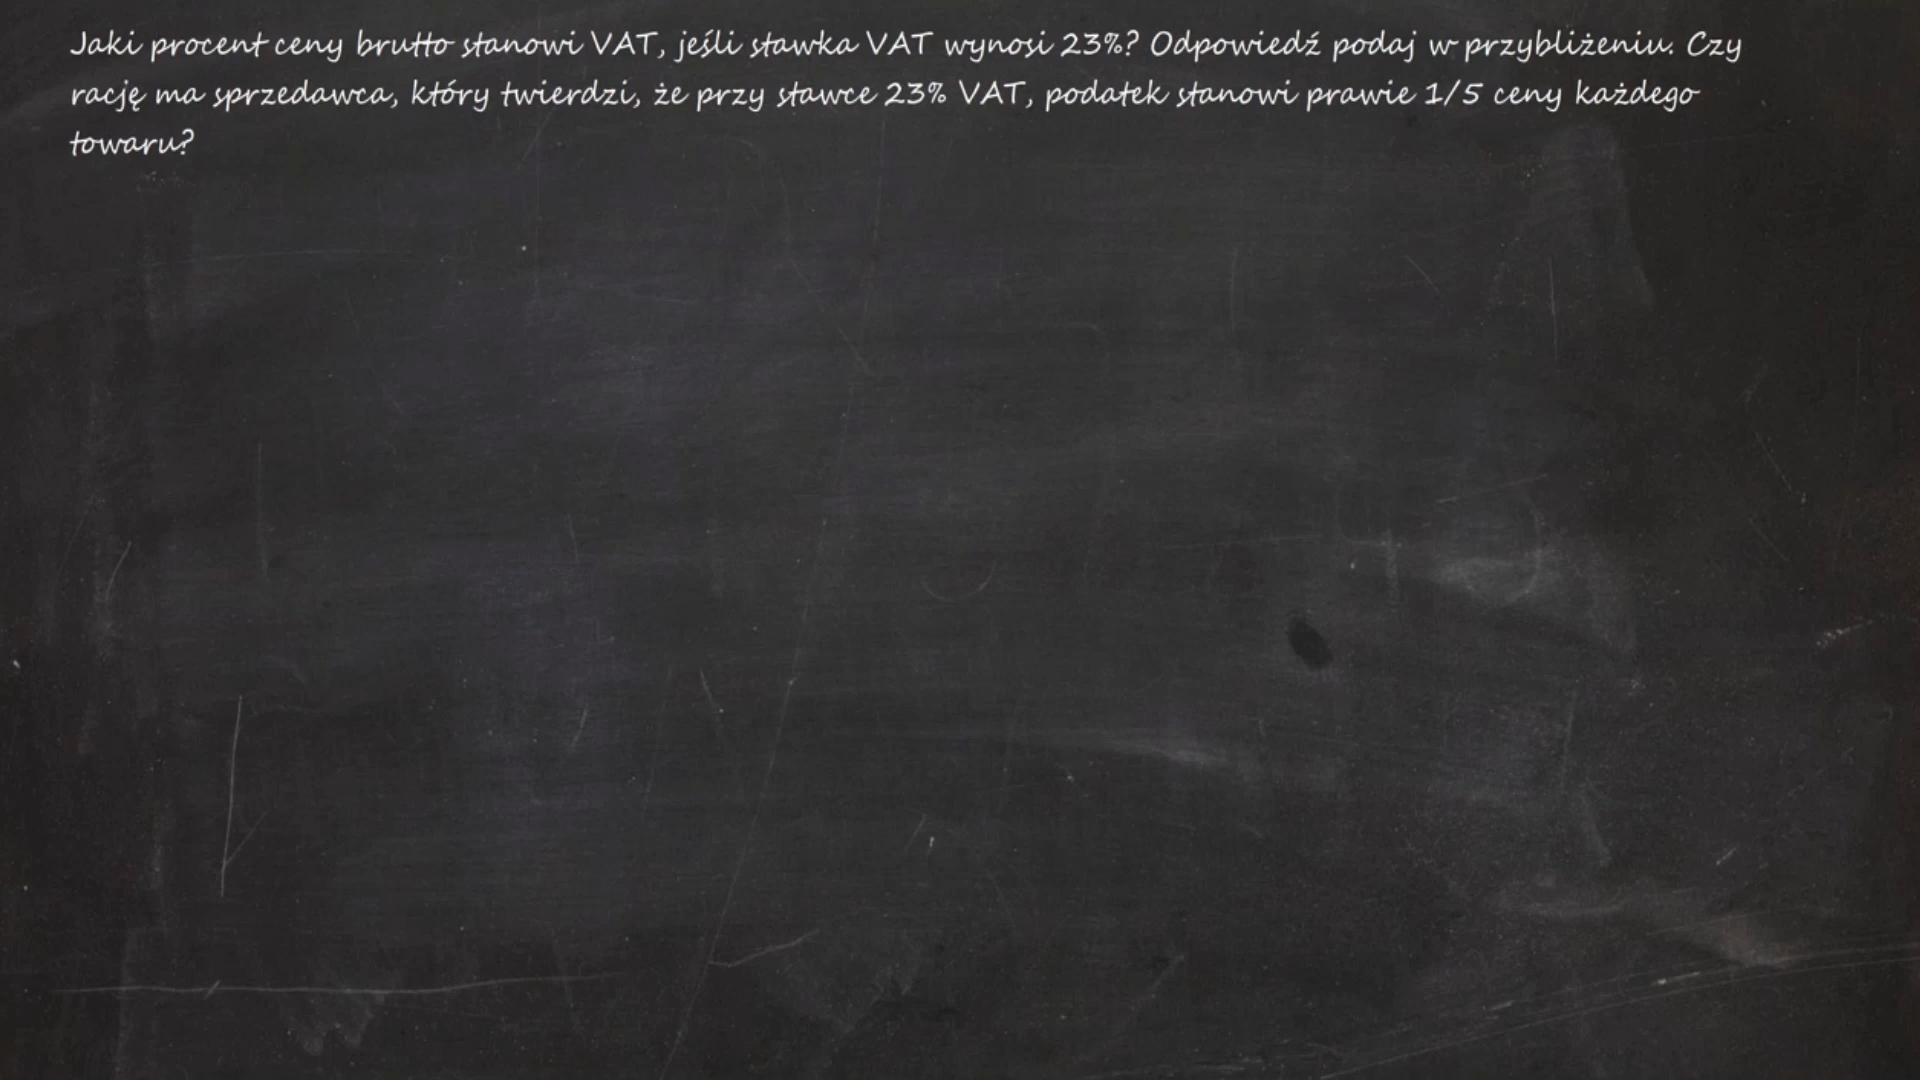 Jaki procent ceny brutto stanowi VAT, jeśli stawka VAT wynosi 23%? Odpowiedź podaj w przybliżeniu. Czy
rację ma sprzedawca, który twierdzi, że przy stawce 23% VAT, podatek stanowi prawie 1/5 ceny każdego
towaru?